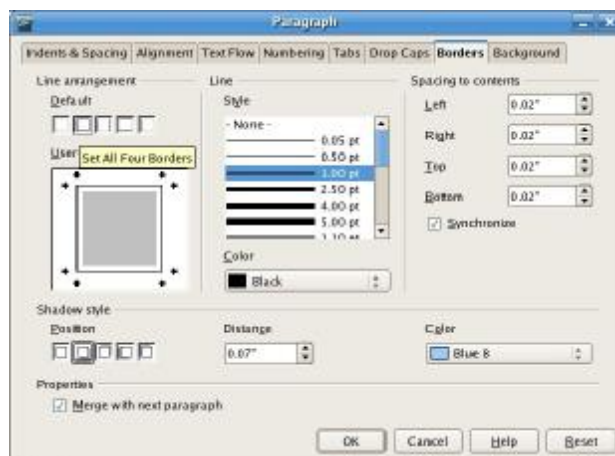 Paragraph
Indents & Spacing Alignment Text Flow Numbering Tabs Drop Caps Borders Background
Line arrangement
Default
User
Set All Four Borders
Line
Style
- None -
0.05 pt
0.50 pt
1.00 pt
2.50 pt
4.00 pt
5.00 pt
1.10 pt
Color
Black
Spacing to contents
Left 0.02"
Right 0.02"
Top 0.02"
Bottom 0.02"
Synchronize
Shadow style
Position
Distance
0.07"
Color
Blue 8
Properties
Merge with next paragraph
OK Cancel Help Reset